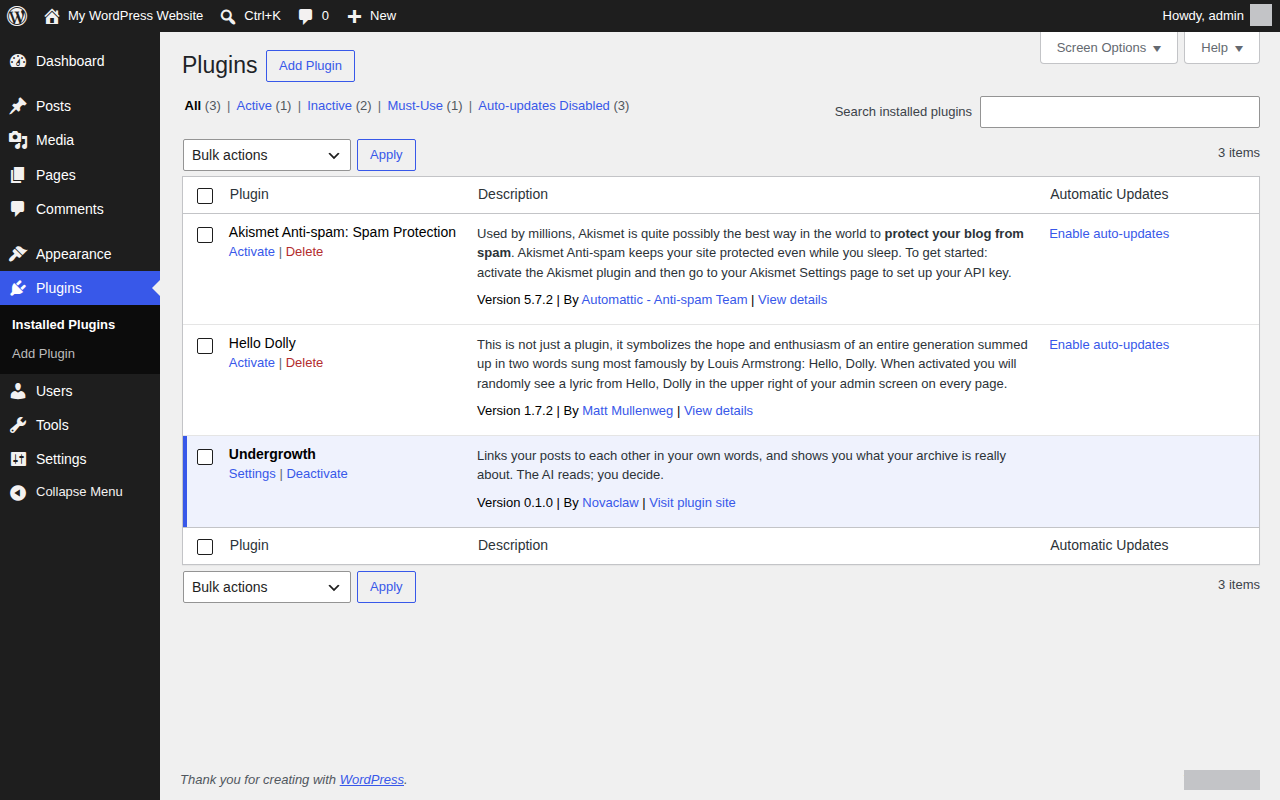 My WordPress Website Ctrl+K 0 New Howdy, admin
Screen Options Help
Dashboard
Posts
Media
Pages
Comments
Appearance
Plugins
Installed Plugins
Add Plugin
Users
Tools
Settings
Collapse Menu
Plugins Add Plugin
All (3) | Active (1) | Inactive (2) | Must-Use (1) | Auto-updates Disabled (3)
Search installed plugins
Bulk actions Apply 3 items
Plugin Description Automatic Updates
Akismet Anti-spam: Spam Protection
Activate | Delete
Used by millions, Akismet is quite possibly the best way in the world to protect your blog from
spam. Akismet Anti-spam keeps your site protected even while you sleep. To get started:
activate the Akismet plugin and then go to your Akismet Settings page to set up your API key.
Version 5.7.2 | By Automattic - Anti-spam Team | View details
Enable auto-updates
Hello Dolly
Activate | Delete
This is not just a plugin, it symbolizes the hope and enthusiasm of an entire generation summed
up in two words sung most famously by Louis Armstrong: Hello, Dolly. When activated you will
randomly see a lyric from Hello, Dolly in the upper right of your admin screen on every page.
Version 1.7.2 | By Matt Mullenweg | View details
Enable auto-updates
Undergrowth
Settings | Deactivate
Links your posts to each other in your own words, and shows you what your archive is really
about. The AI reads; you decide.
Version 0.1.0 | By Novaclaw | Visit plugin site
Plugin Description Automatic Updates
Bulk actions Apply 3 items
Thank you for creating with WordPress.